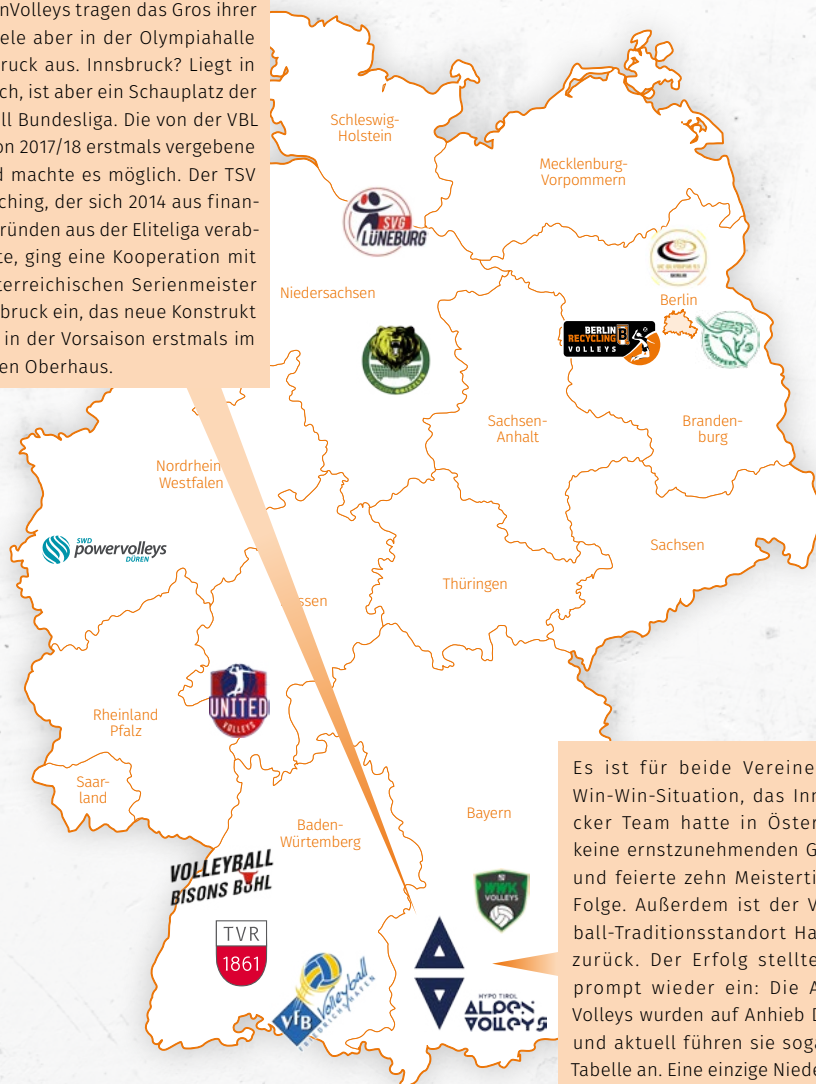 nVolleys tragen das Gros ihrer
ele aber in der Olympiahalle
ruck aus. Innsbruck? Liegt in
ch, ist aber ein Schauplatz der
ll Bundesliga. Die von der VBL
on 2017/18 erstmals vergebene
d machte es möglich. Der TSV
ching, der sich 2014 aus finan-
ründen aus der Eliteliga verab-
te, ging eine Kooperation mit
terreichischen Serienmeister
bruck ein, das neue Konstrukt
in der Vorsaison erstmals im
en Oberhaus.
Schleswig-
Holstein
Mecklenburg-
Vorpommern
SVG
LÜNEBURG
BERLIN
Niedersachsen
Berlin
BERLIN
RECYCLING
VOLLEYS
B
NETZHOPPERS
GRIZZLYS
Sachsen-
Anhalt
Branden-
burg
Nordrhein
Westfalen
SWD
powervolleys
DÜREN
Sachsen
Thüringen
ssen
UNITED
VOLLEYS
Rheinland
Pfalz
Saar-
land
Bayern
Baden-
Würtemberg
VOLLEYBALL
BISONS BÜHL
WWK
VOLLEYS
TVR
1861
VfB
Volleyball
FRIEDRICHSHAFEN
HYPO TIROL
ALPEN
VOLLEYS
Es ist für beide Vereine
Win-Win-Situation, das Inn
cker Team hatte in Öster
keine ernstzunehmenden G
und feierte zehn Meisterti
Folge. Außerdem ist der V
ball-Traditionsstandort Ha
zurück. Der Erfolg stellte
prompt wieder ein: Die A
Volleys wurden auf Anhieb D
und aktuell führen sie soga
Tabelle an. Eine einzige Niede